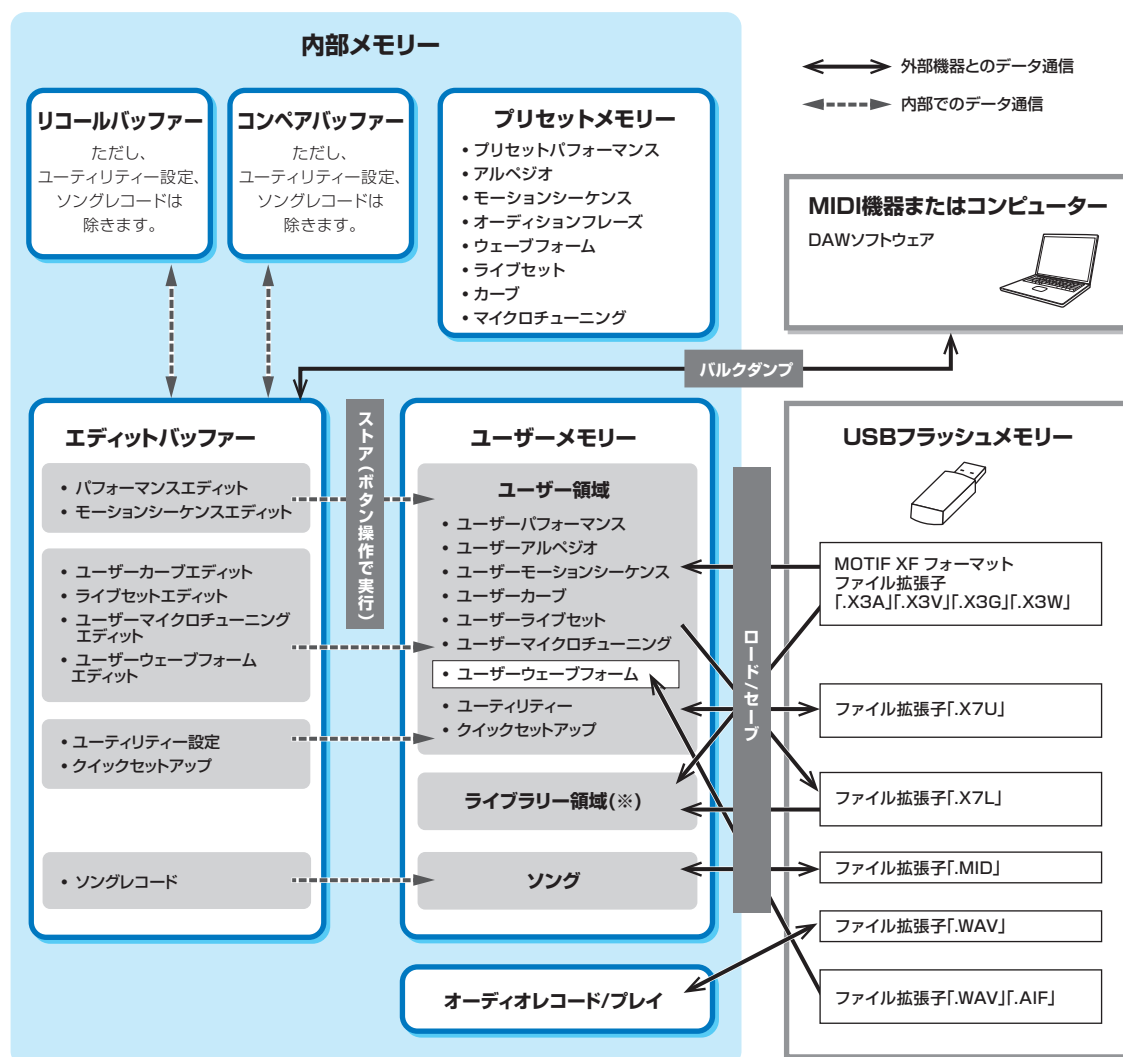 内部メモリー
外部機器とのデータ通信
内部でのデータ通信
リコールバッファー
ただし、
ユーティリティー設定、
ソングレコードは
除きます。
コンペアバッファー
ただし、
ユーティリティー設定、
ソングレコードは
除きます。
プリセットメモリー
• プリセットパフォーマンス
• アルペジオ
• モーションシーケンス
• オーディションフレーズ
• ウェーブフォーム
• ライブセット
• カーブ
• マイクロチューニング
MIDI機器またはコンピューター
DAWソフトウェア
バルクダンプ
エディットバッファー
• パフォーマンスエディット
• モーションシーケンスエディット
• ユーザーカーブエディット
• ライブセットエディット
• ユーザーマイクロチューニング
エディット
• ユーザーウェーブフォーム
エディット
• ユーティリティー設定
• クイックセットアップ
• ソングレコード
ストア(ボタン操作で実行)
ユーザーメモリー
ユーザー領域
• ユーザーパフォーマンス
• ユーザーアルペジオ
• ユーザーモーションシーケンス
• ユーザーカーブ
• ユーザーライブセット
• ユーザーマイクロチューニング
• ユーザーウェーブフォーム
• ユーティリティー
• クイックセットアップ
ライブラリー領域(※)
ソング
オーディオレコード/プレイ
ロード/セーブ
USBフラッシュメモリー
MOTIF XF フォーマット
ファイル拡張子
「.X3A」「.X3V」「.X3G」「.X3W」
ファイル拡張子「.X7U」
ファイル拡張子「.X7L」
ファイル拡張子「.MID」
ファイル拡張子「.WAV」
ファイル拡張子「.WAV」「.AIF」